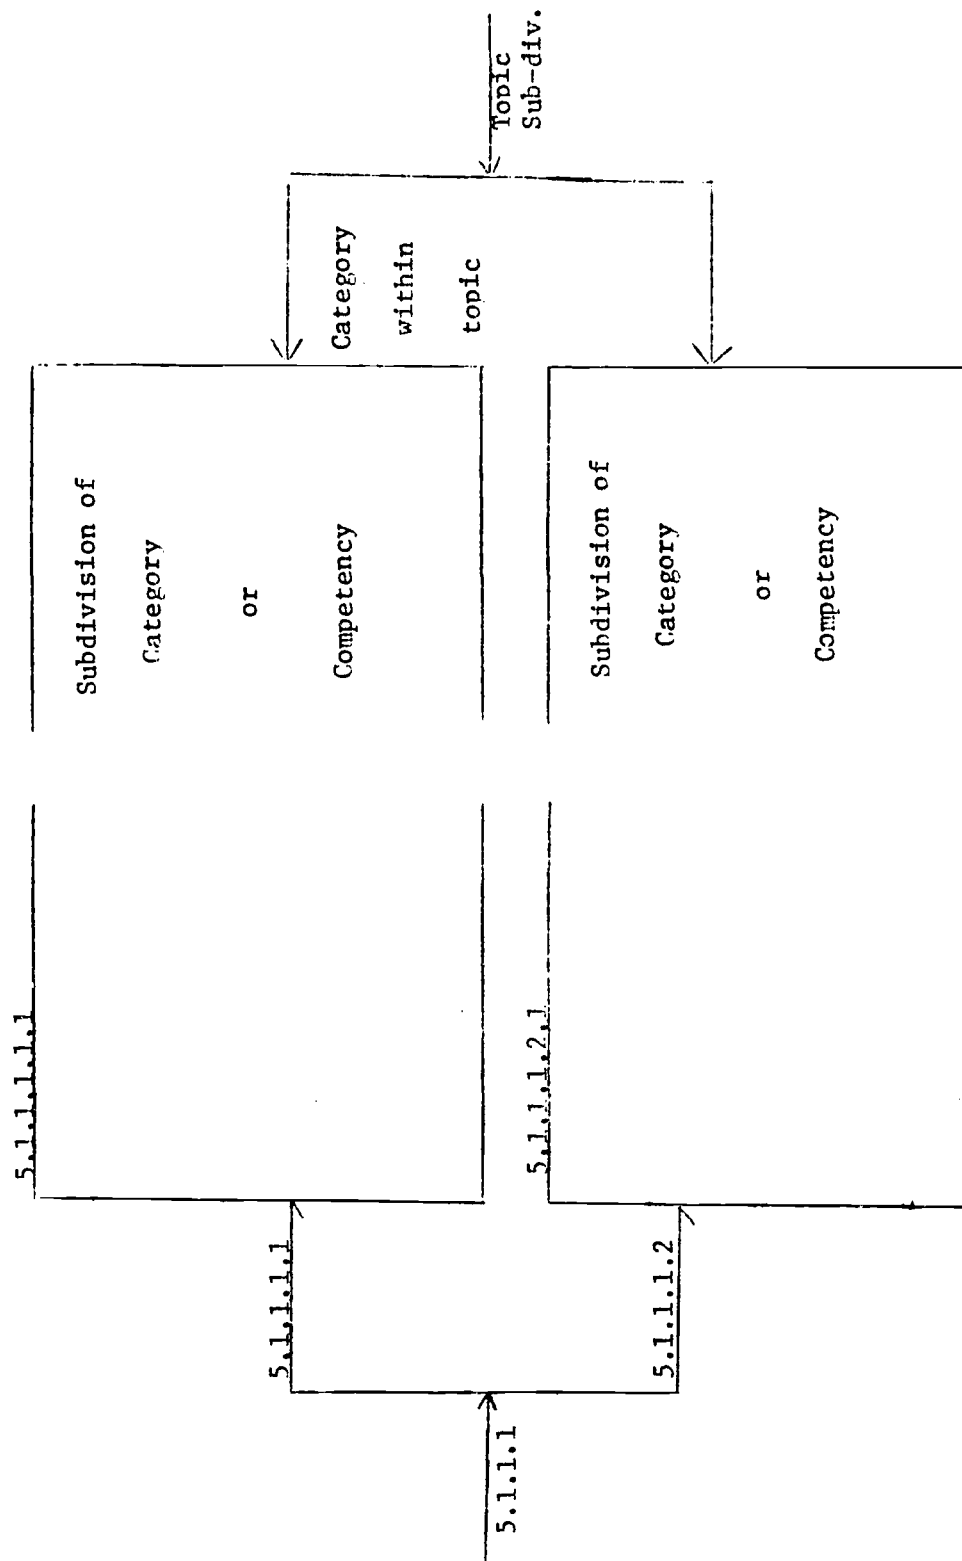 5.1.1.1.1.1
Subdivision of
Category
or
Competency
5.1.1.1.1
Category
within
topic
5.1.1.1
Topic
Sub-div.
5.1.1.1.2.1
Subdivision of
Category
or
Competency
5.1.1.1.2